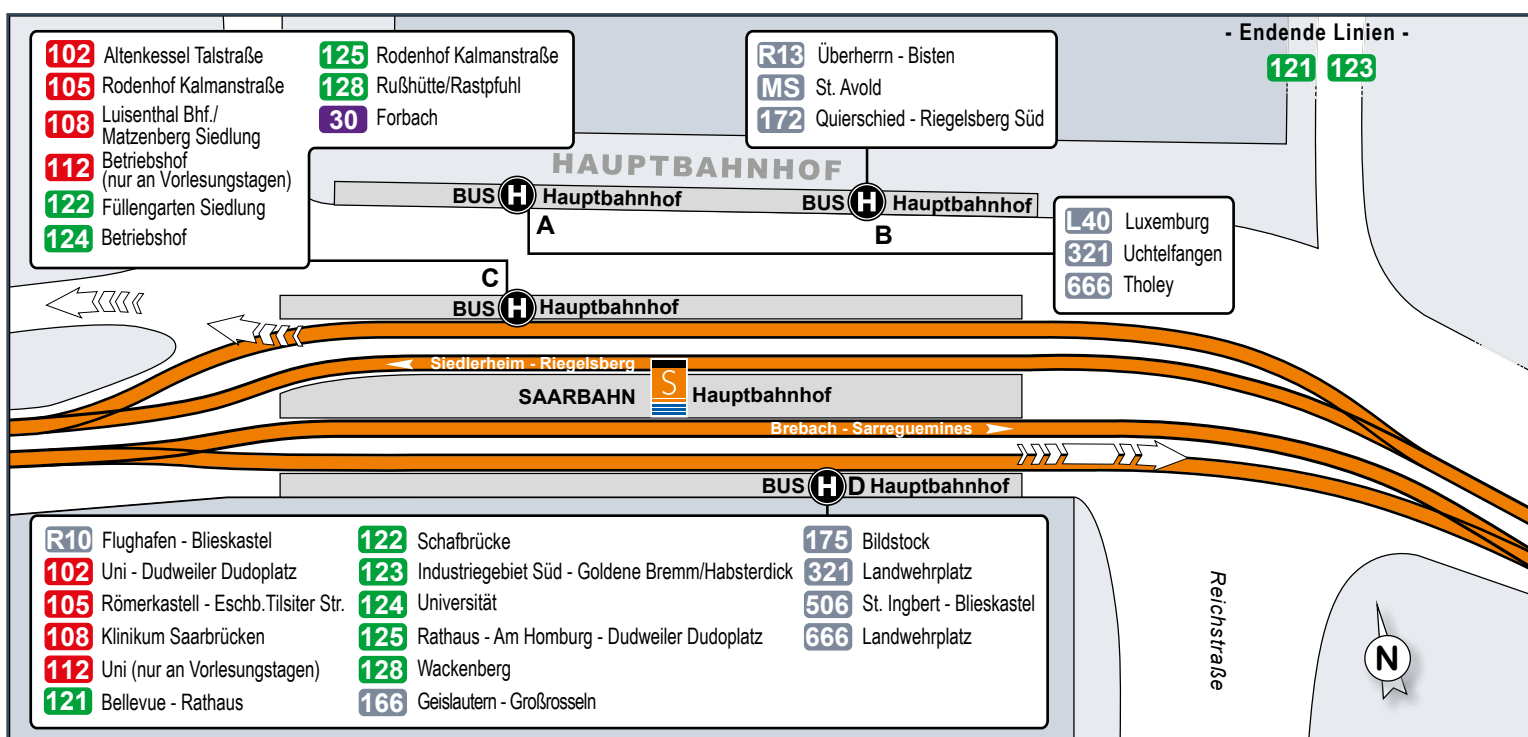 102 Altenkessel Talstraße
105 Rodenhof Kalmanstraße
108 Luisenthal Bhf./
Matzenberg Siedlung
112 Betriebshof
(nur an Vorlesungstagen)
122 Füllengarten Siedlung
124 Betriebshof
125 Rodenhof Kalmanstraße
128 Rußhütte/Rastpfuhl
30 Forbach
R13 Überherrn - Bisten
MS St. Avold
172 Quierschied - Riegelsberg Süd
- Endende Linien -
121 123
HAUPTBAHNHOF
BUS H Hauptbahnhof
A
BUS H Hauptbahnhof
B
L40 Luxemburg
321 Uchtelfangen
666 Tholey
C
BUS H Hauptbahnhof
Siedlerheim - Riegelsberg
SAARBAHN S Hauptbahnhof
Brebach - Sarreguemines
BUS H D Hauptbahnhof
R10 Flughafen - Blieskastel
102 Uni - Dudweiler Dudoplatz
105 Römerkastell - Eschb.Tilsiter Str.
108 Klinikum Saarbrücken
112 Uni (nur an Vorlesungstagen)
121 Bellevue - Rathaus
122 Schafbrücke
123 Industriegebiet Süd - Goldene Bremm/Habsterdick
124 Universität
125 Rathaus - Am Homburg - Dudweiler Dudoplatz
128 Wackenberg
166 Geislautern - Großrosseln
175 Bildstock
321 Landwehrplatz
506 St. Ingbert - Blieskastel
666 Landwehrplatz
Reichstraße
N